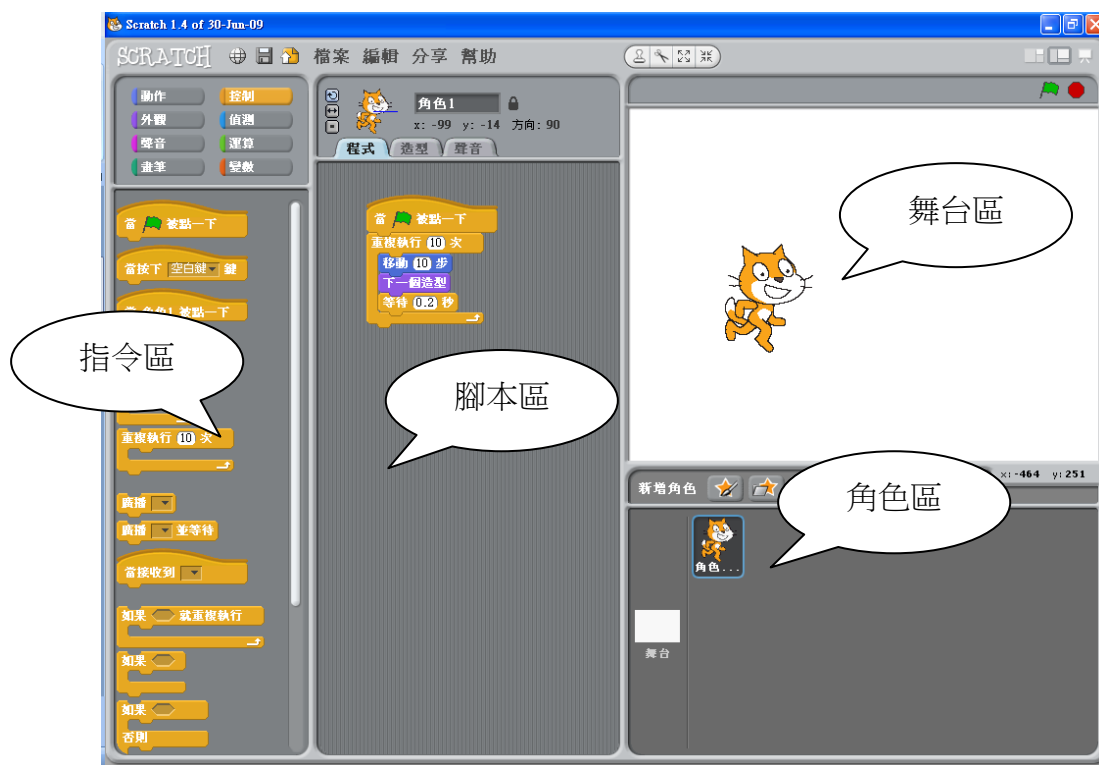 Scratch 1.4 of 30-Jun-09
SCRATCH 檔案 編輯 分享 幫助
動作 控制
外觀 偵測
聲音 運算
畫筆 變數
角色1
x: -99 y: -14 方向: 90
程式 造型 聲音
當 被點一下
當按下 空白鍵 鍵
當 角色1 被點一下
指令區
重複執行 10 次
廣播
廣播 並等待
當接收到
如果 就重複執行
如果
如果
否則
當 被點一下
重複執行 10 次
移動 10 步
下一個造型
等待 0.2 秒
腳本區
舞台區
x: -464 y: 251
新增角色
角色區
角色...
舞台